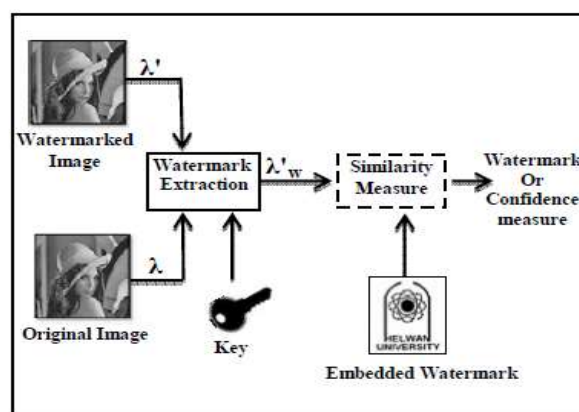 λ'
Watermarked
Image
Watermark
Extraction
λ'w
Similarity
Measure
Watermark
Or
Confidence
measure
λ
Original Image
Key
HELWAN
UNIVERSITY
Embedded Watermark